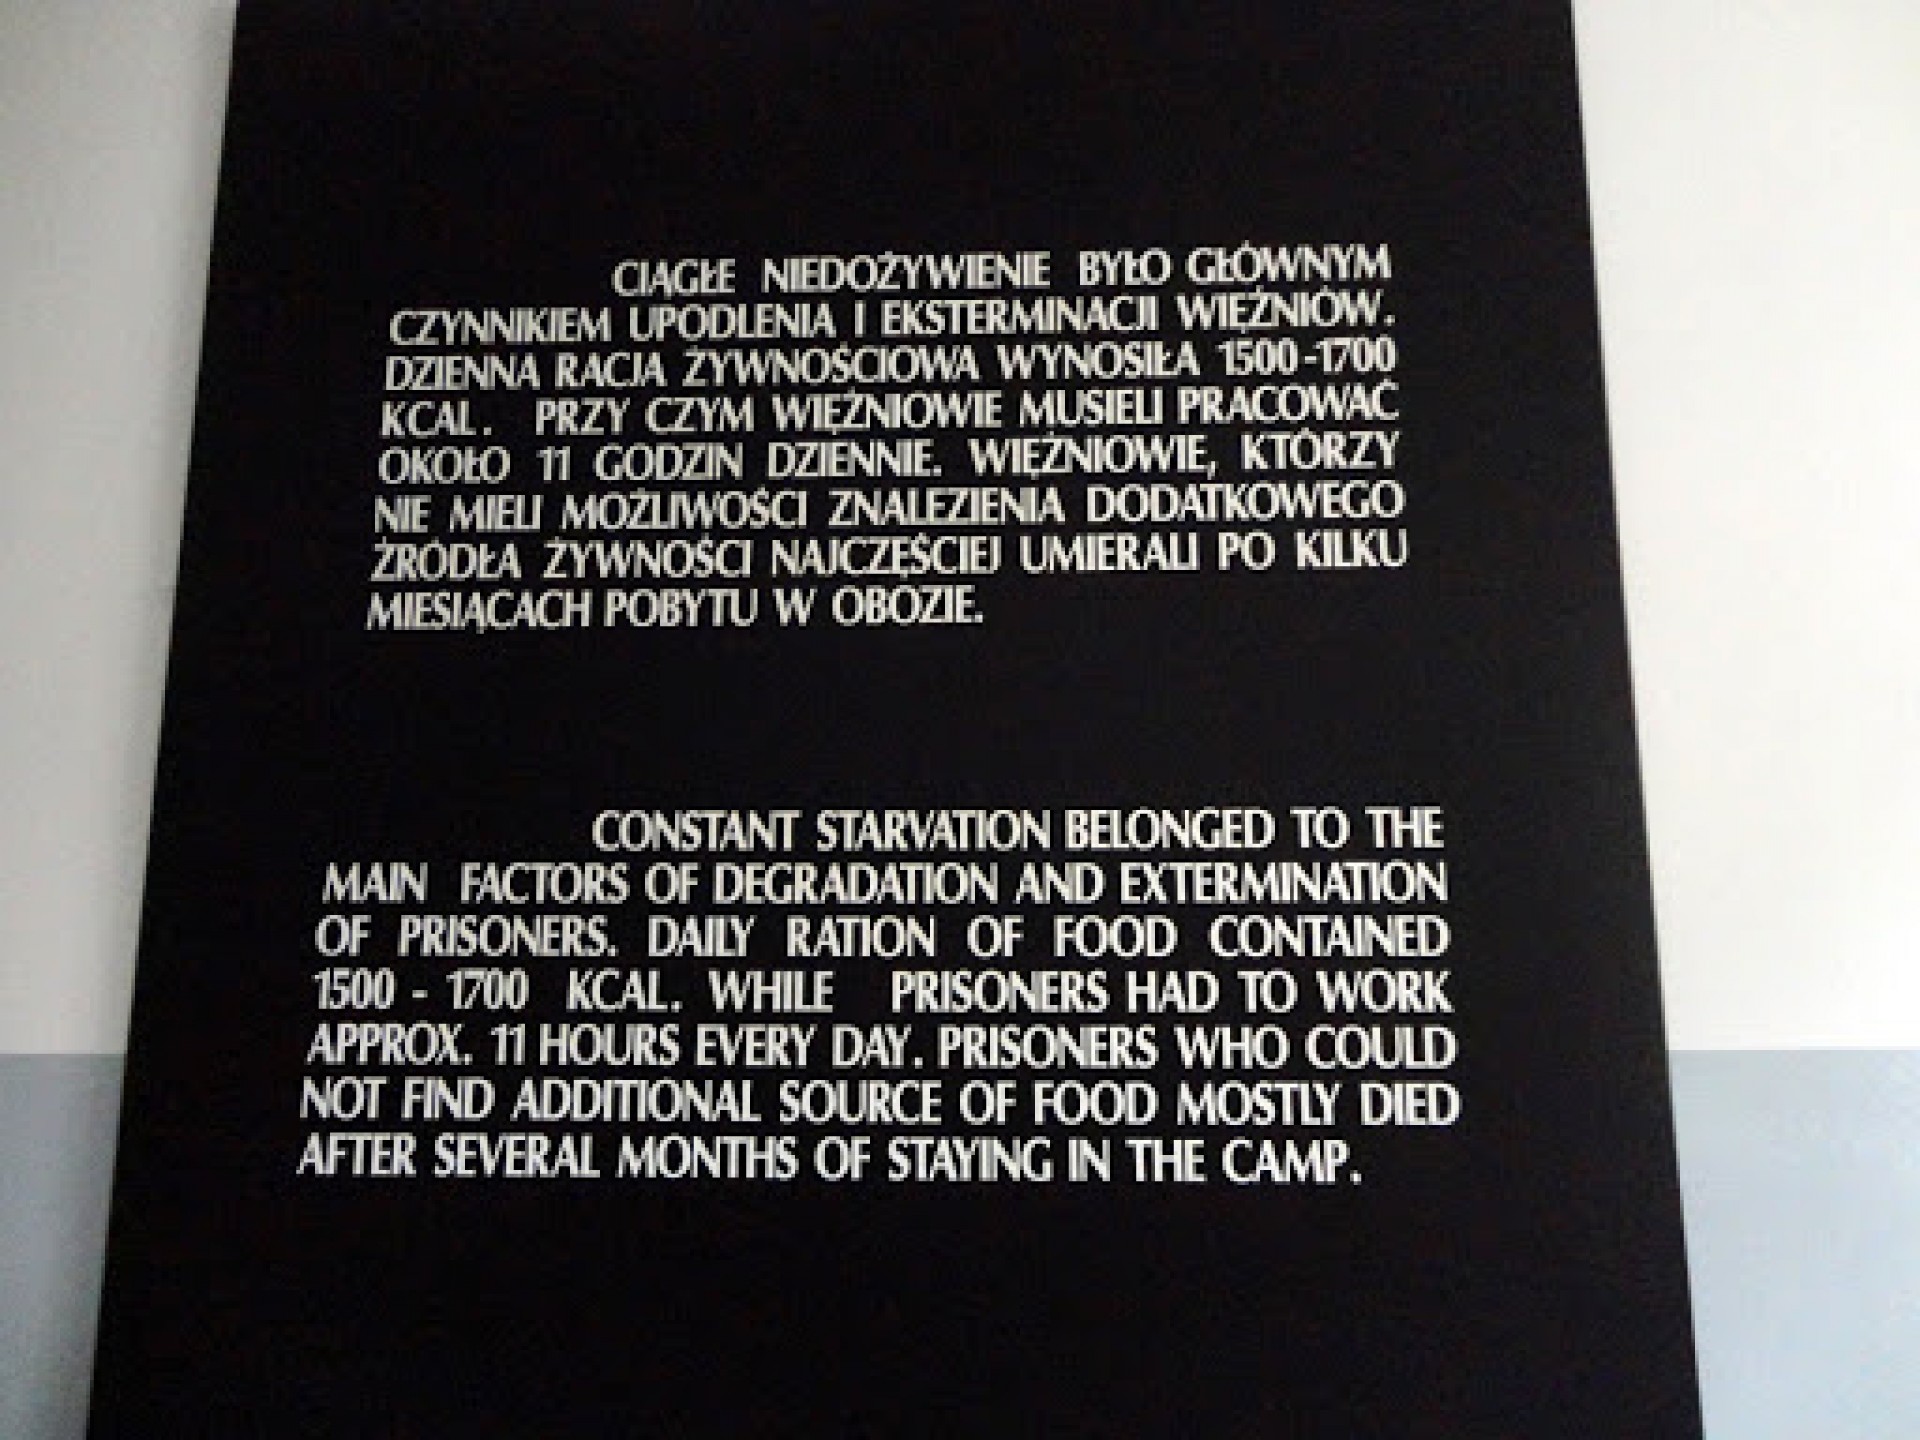 CIĄGŁE NIEDOŻYWIENIE BYŁO GŁÓWNYM
CZYNNIKIEM UPODLENIA I EKSTERMINACJI WIĘŹNIÓW.
DZIENNA RACJA ŻYWNOŚCIOWA WYNOSIŁA 1500-1700
KCAL. PRZY CZYM WIĘŹNIOWIE MUSIELI PRACOWAĆ
OKOŁO 11 GODZIN DZIENNIE. WIĘŹNIOWIE, KTÓRZY
NIE MIELI MOŻLIWOŚCI ZNALEZIENIA DODATKOWEGO
ŹRÓDŁA ŻYWNOŚCI NAJCZĘŚCIEJ UMIERALI PO KILKU
MIESIĄCACH POBYTU W OBOZIE.
CONSTANT STARVATION BELONGED TO THE
MAIN FACTORS OF DEGRADATION AND EXTERMINATION
OF PRISONERS. DAILY RATION OF FOOD CONTAINED
1500 - 1700 KCAL. WHILE PRISONERS HAD TO WORK
APPROX. 11 HOURS EVERY DAY. PRISONERS WHO COULD
NOT FIND ADDITIONAL SOURCE OF FOOD MOSTLY DIED
AFTER SEVERAL MONTHS OF STAYING IN THE CAMP.